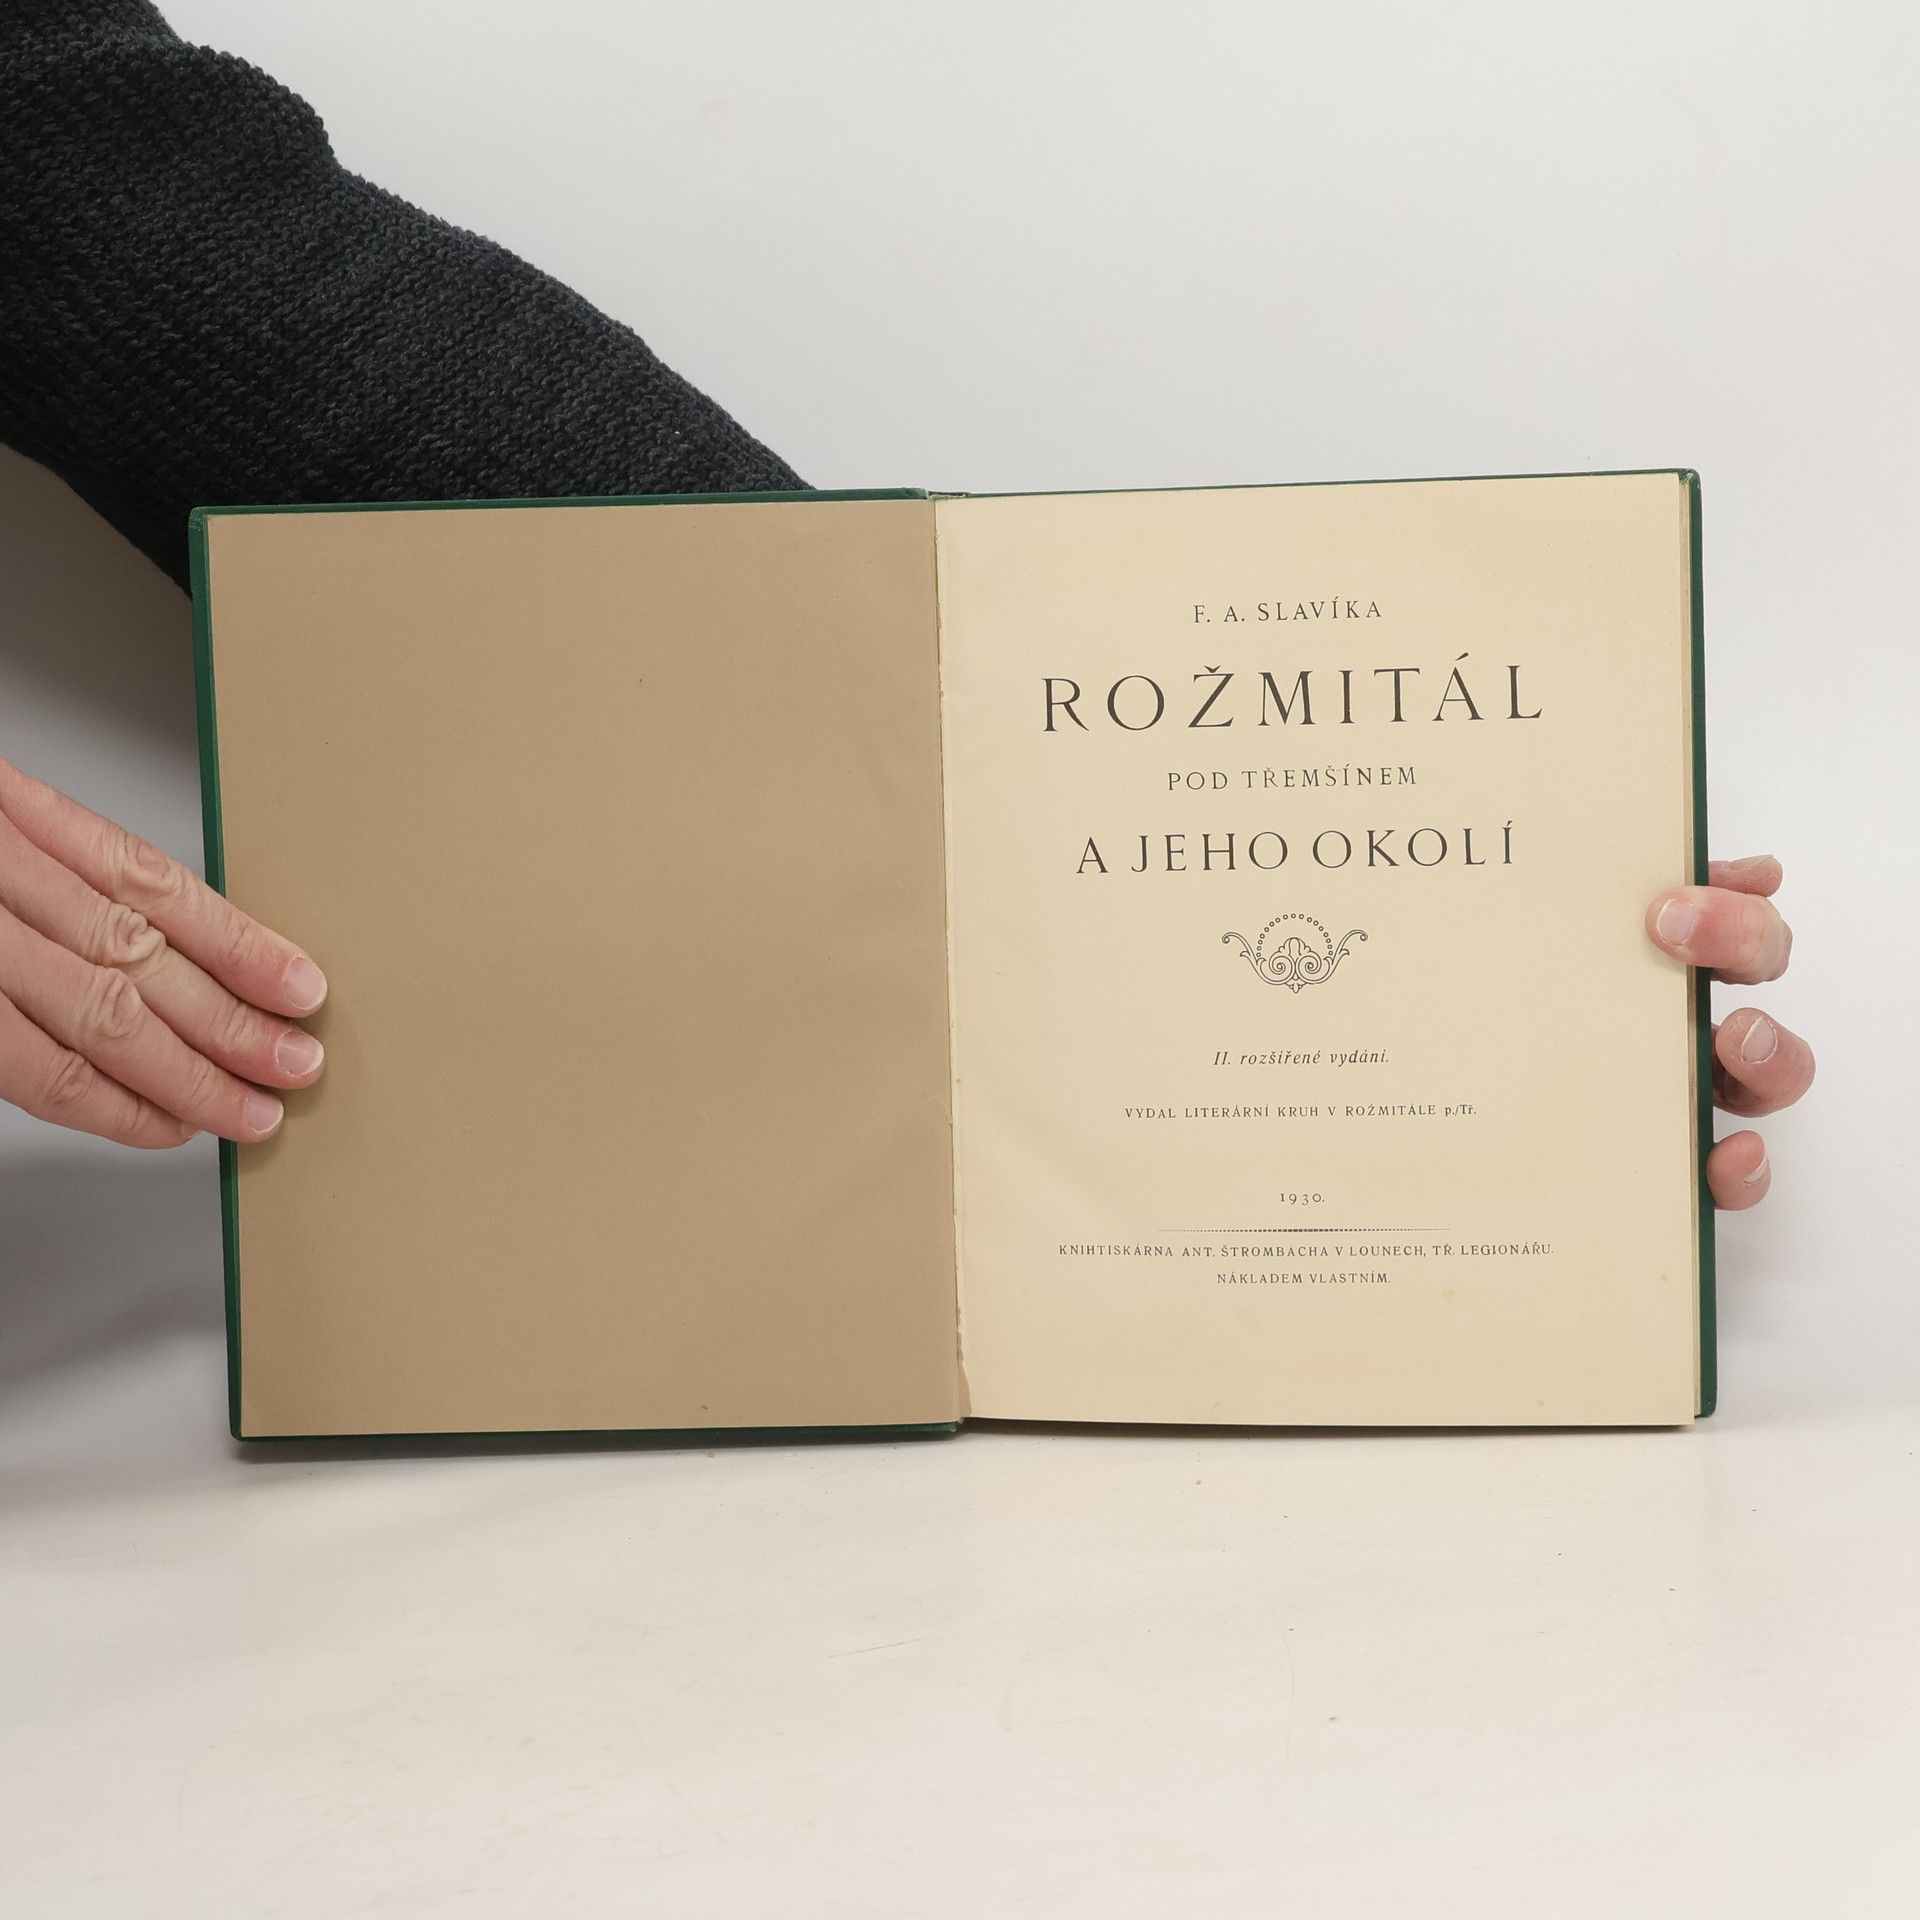 F. A. SLAVÍKA
ROŽMITÁL
POD TŘEMŠÍNEM
A JEHO OKOLÍ
II. rozšířené vydání.
VYDAL LITERÁRNÍ KRUH V ROŽMITÁLE p./Tř.
1930.
KNIHTISKÁRNA ANT. ŠTROMBACHA V LOUNECH, TŘ. LEGIONÁŘU.
NÁKLADEM VLASTNÍM.